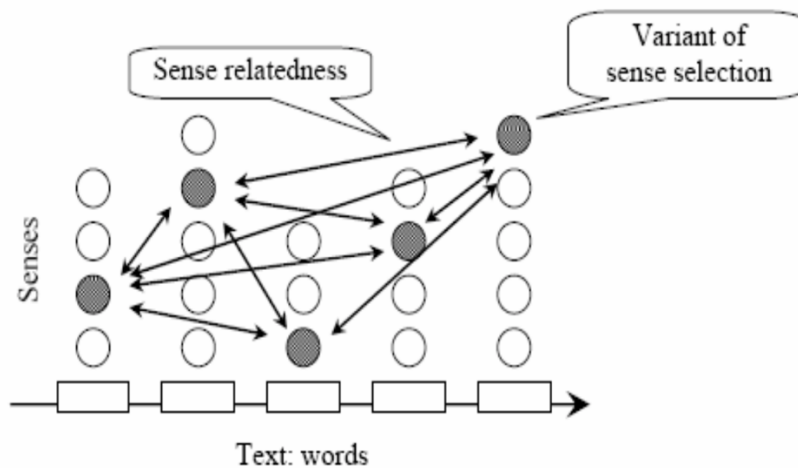 Variant of
sense selection
Sense relatedness
Senses
Text: words